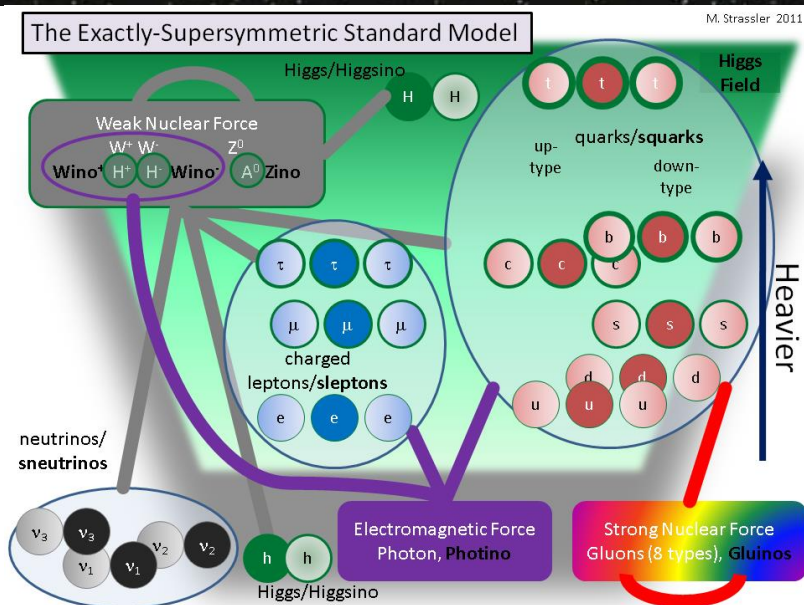 M. Strassler 2011
The Exactly-Supersymmetric Standard Model
Higgs/Higgsino
H H
t t t
Higgs
Field
Weak Nuclear Force
W⁺ W⁻ Z⁰
Wino⁺ H⁺ H⁻ Wino⁻ A⁰ Zino
up-
type
quarks/squarks
down-
type
b b b
c c c
τ τ τ
μ μ μ
s s s
charged
leptons/sleptons
d d d
u u u
e e e
Heavier
neutrinos/
sneutrinos
ν₃ ν₃
ν₂ ν₂
ν₁ ν₁
h h
Higgs/Higgsino
Electromagnetic Force
Photon, Photino
Strong Nuclear Force
Gluons (8 types), Gluinos